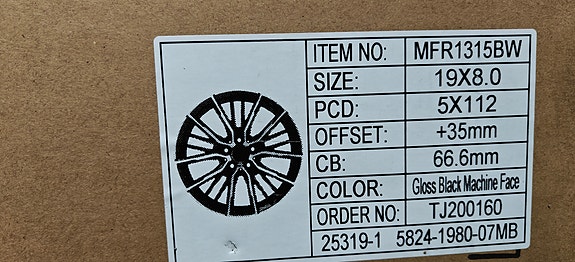 ITEM NO: MFR1315BW
SIZE: 19X8.0
PCD: 5X112
OFFSET: +35mm
CB: 66.6mm
COLOR: Gloss Black Machine Face
ORDER NO: TJ200160
25319-1 5824-1980-07MB